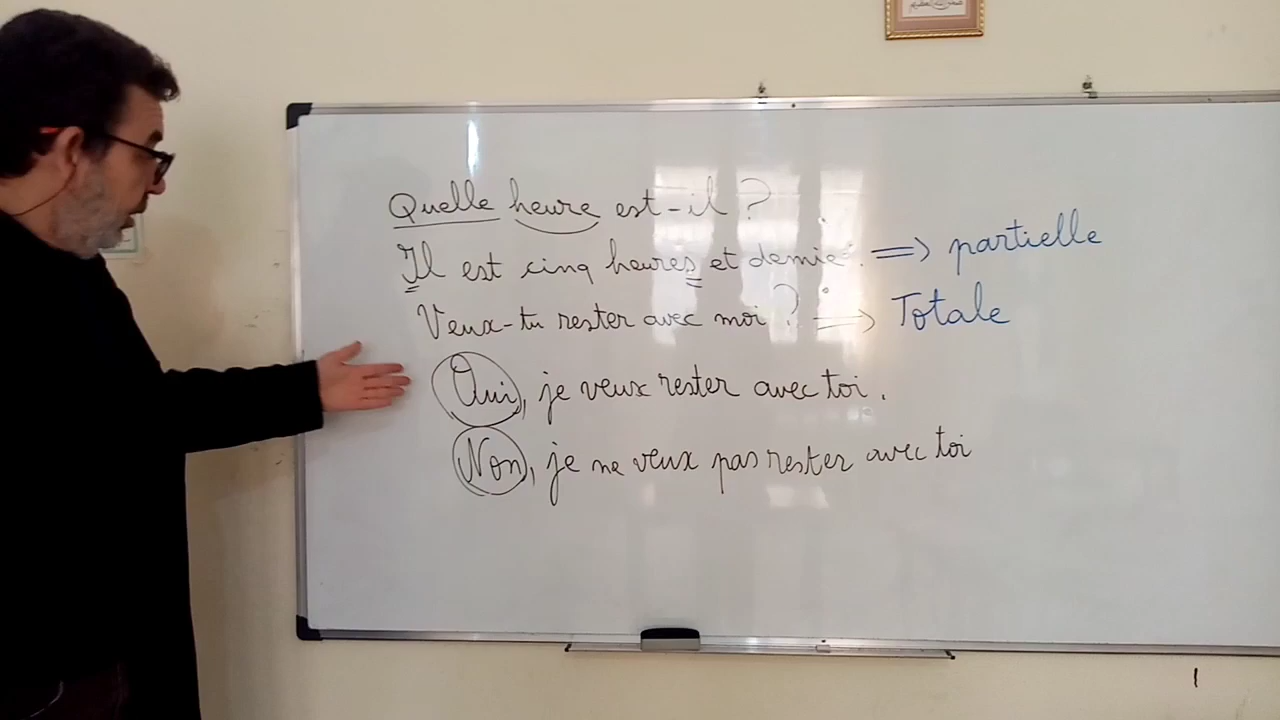 Quelle heure est-il ?
Il est cinq heures et demie. => partielle
Veux-tu rester avec moi ? => Totale
Oui, je veux rester avec toi.
Non, je ne veux pas rester avec toi